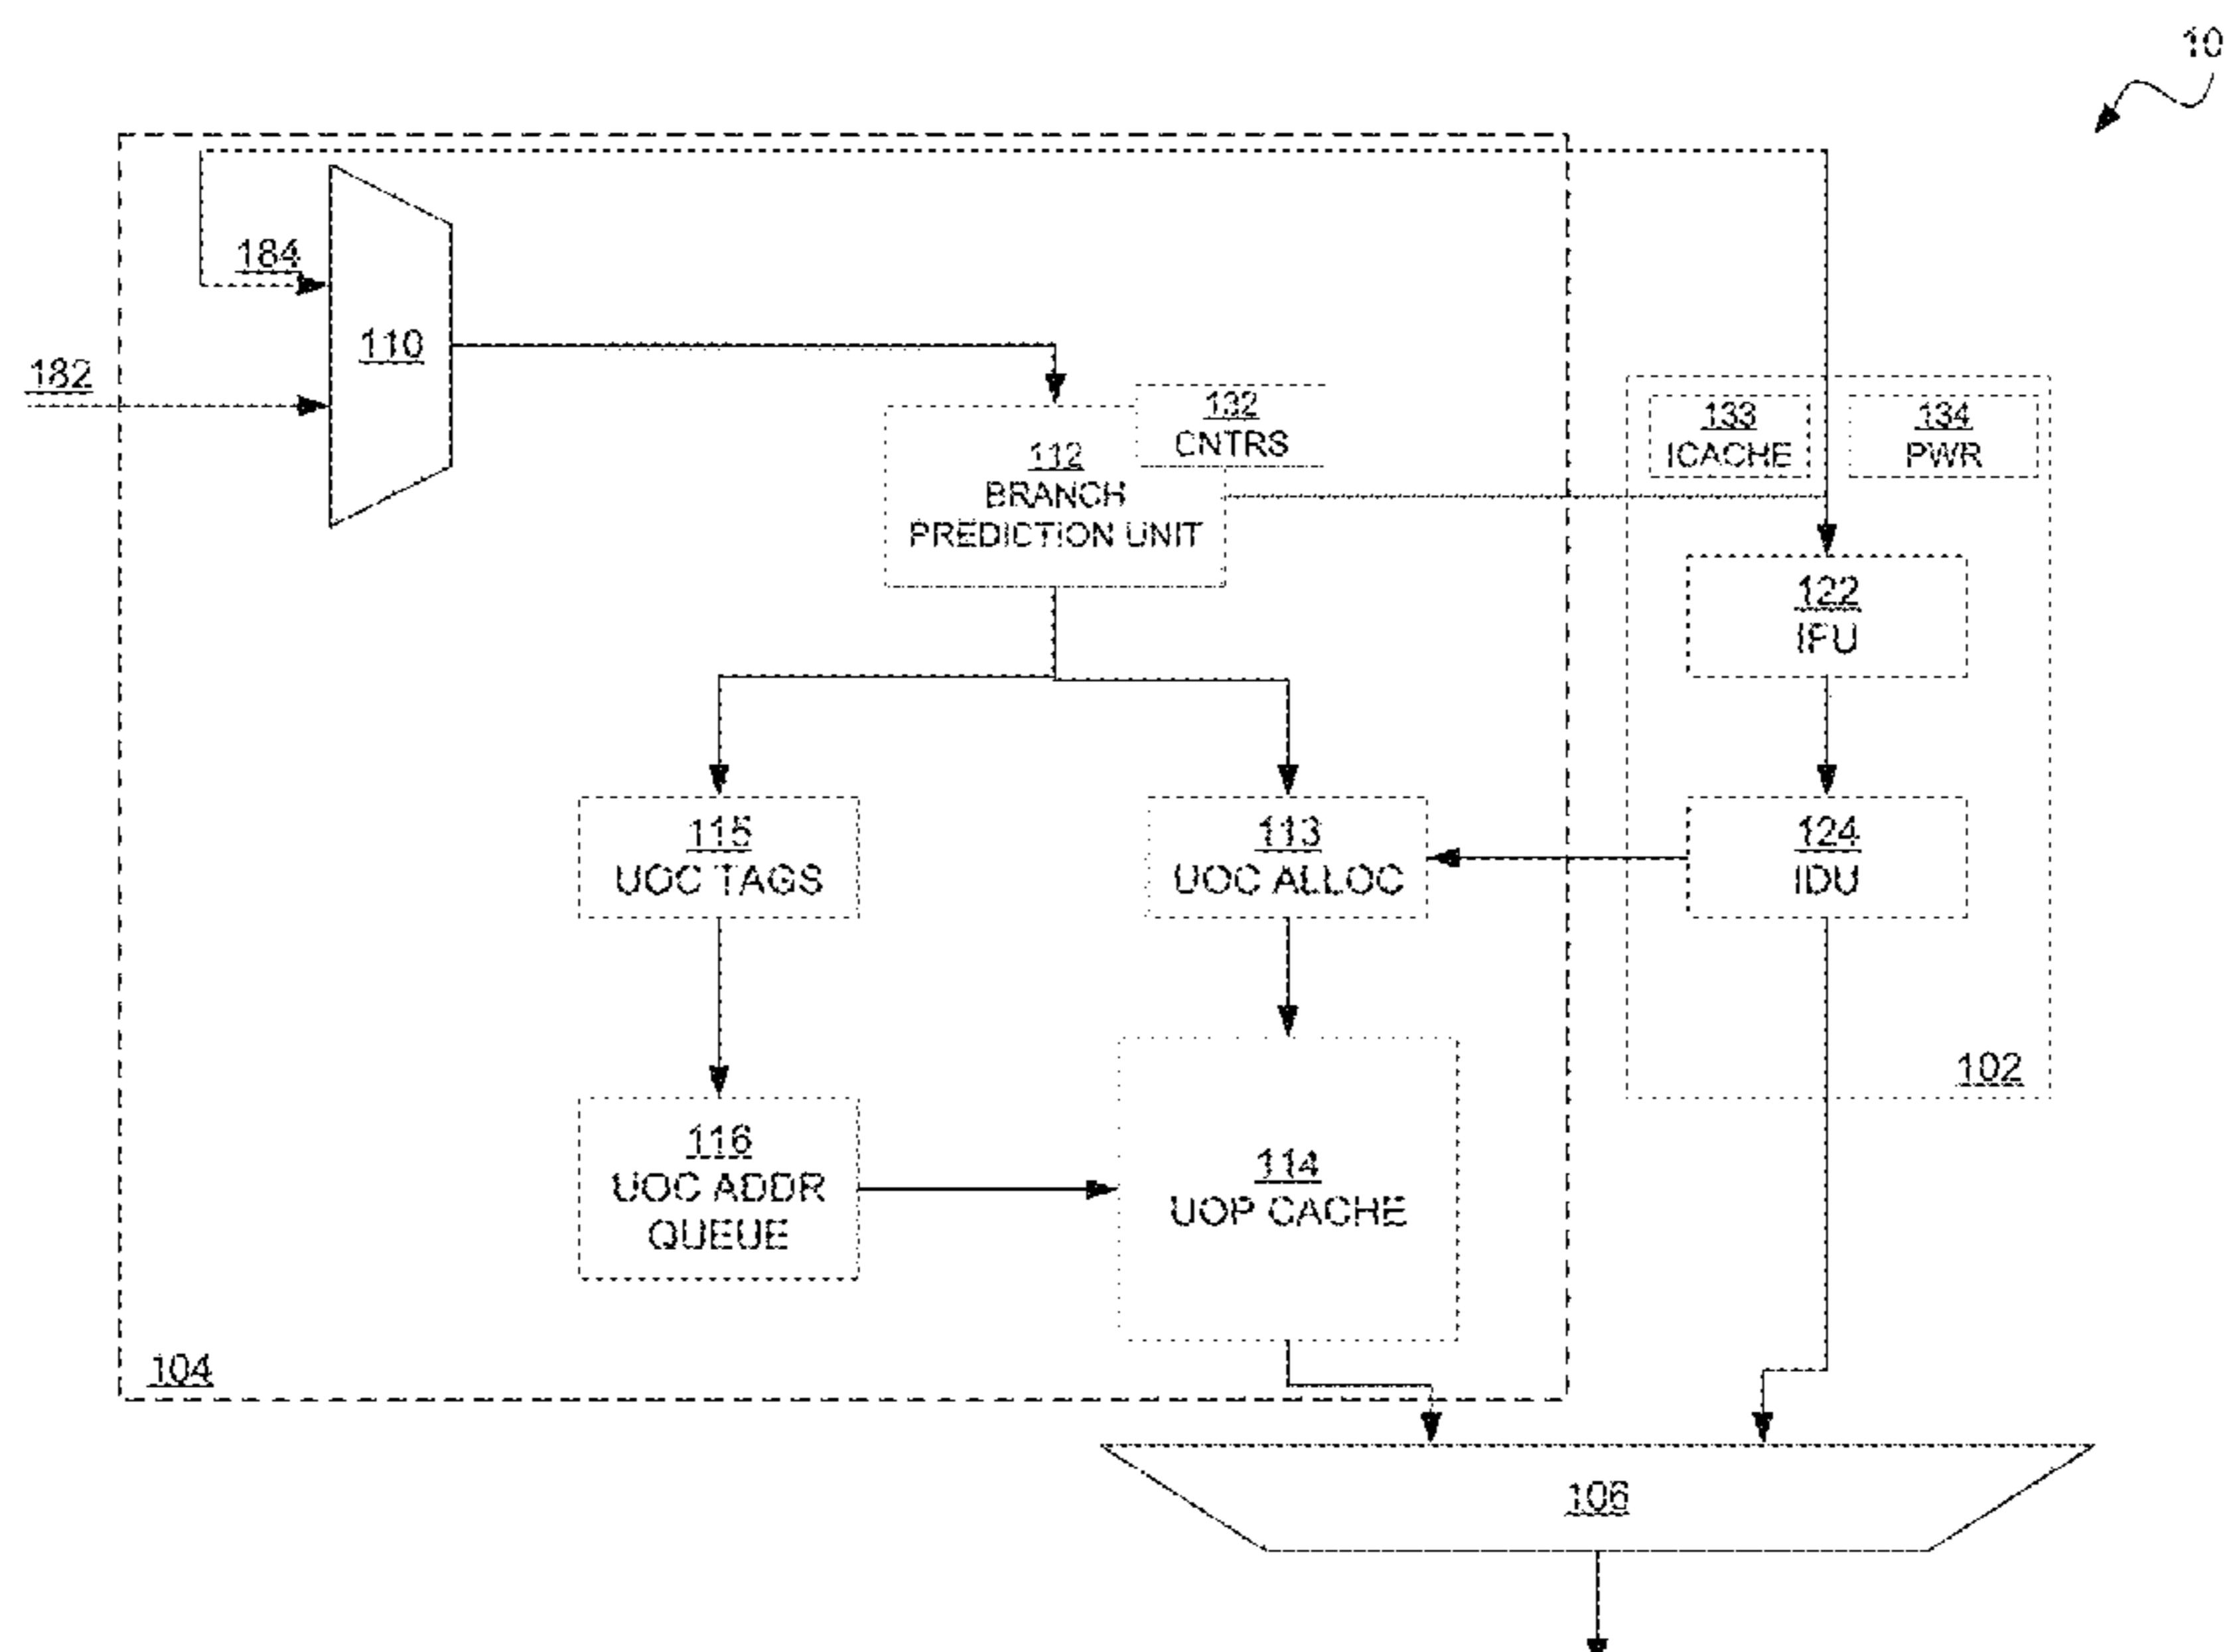 10
184
110
182
132
CNTRS
112
BRANCH
PREDICTION UNIT
133
ICACHE
134
PWR
122
IFU
115
UOC TAGS
113
UOC ALLOC
124
IDU
102
116
UOC ADDR
QUEUE
114
UOP CACHE
104
106